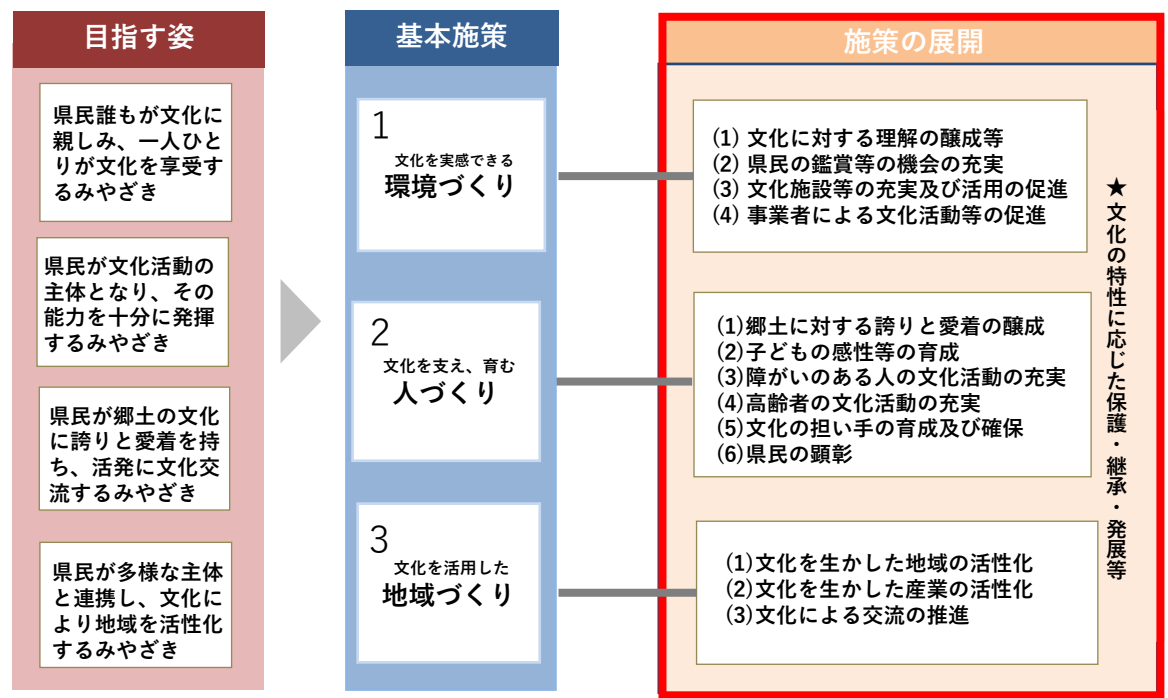 目指す姿
県民誰もが文化に
親しみ、一人ひと
りが文化を享受す
るみやざき
県民が文化活動の
主体となり、その
能力を十分に発揮
するみやざき
県民が郷土の文化
に誇りと愛着を持
ち、活発に文化交
流するみやざき
県民が多様な主体
と連携し、文化に
より地域を活性化
するみやざき
基本施策
1
文化を実感できる
環境づくり
2
文化を支え、育む
人づくり
3
文化を活用した
地域づくり
施策の展開
(1) 文化に対する理解の醸成等
(2) 県民の鑑賞等の機会の充実
(3) 文化施設等の充実及び活用の促進
(4) 事業者による文化活動等の促進
(1)郷土に対する誇りと愛着の醸成
(2)子どもの感性等の育成
(3)障がいのある人の文化活動の充実
(4)高齢者の文化活動の充実
(5)文化の担い手の育成及び確保
(6)県民の顕彰
(1)文化を生かした地域の活性化
(2)文化を生かした産業の活性化
(3)文化による交流の推進
★文化の特性に応じた保護・継承・発展等